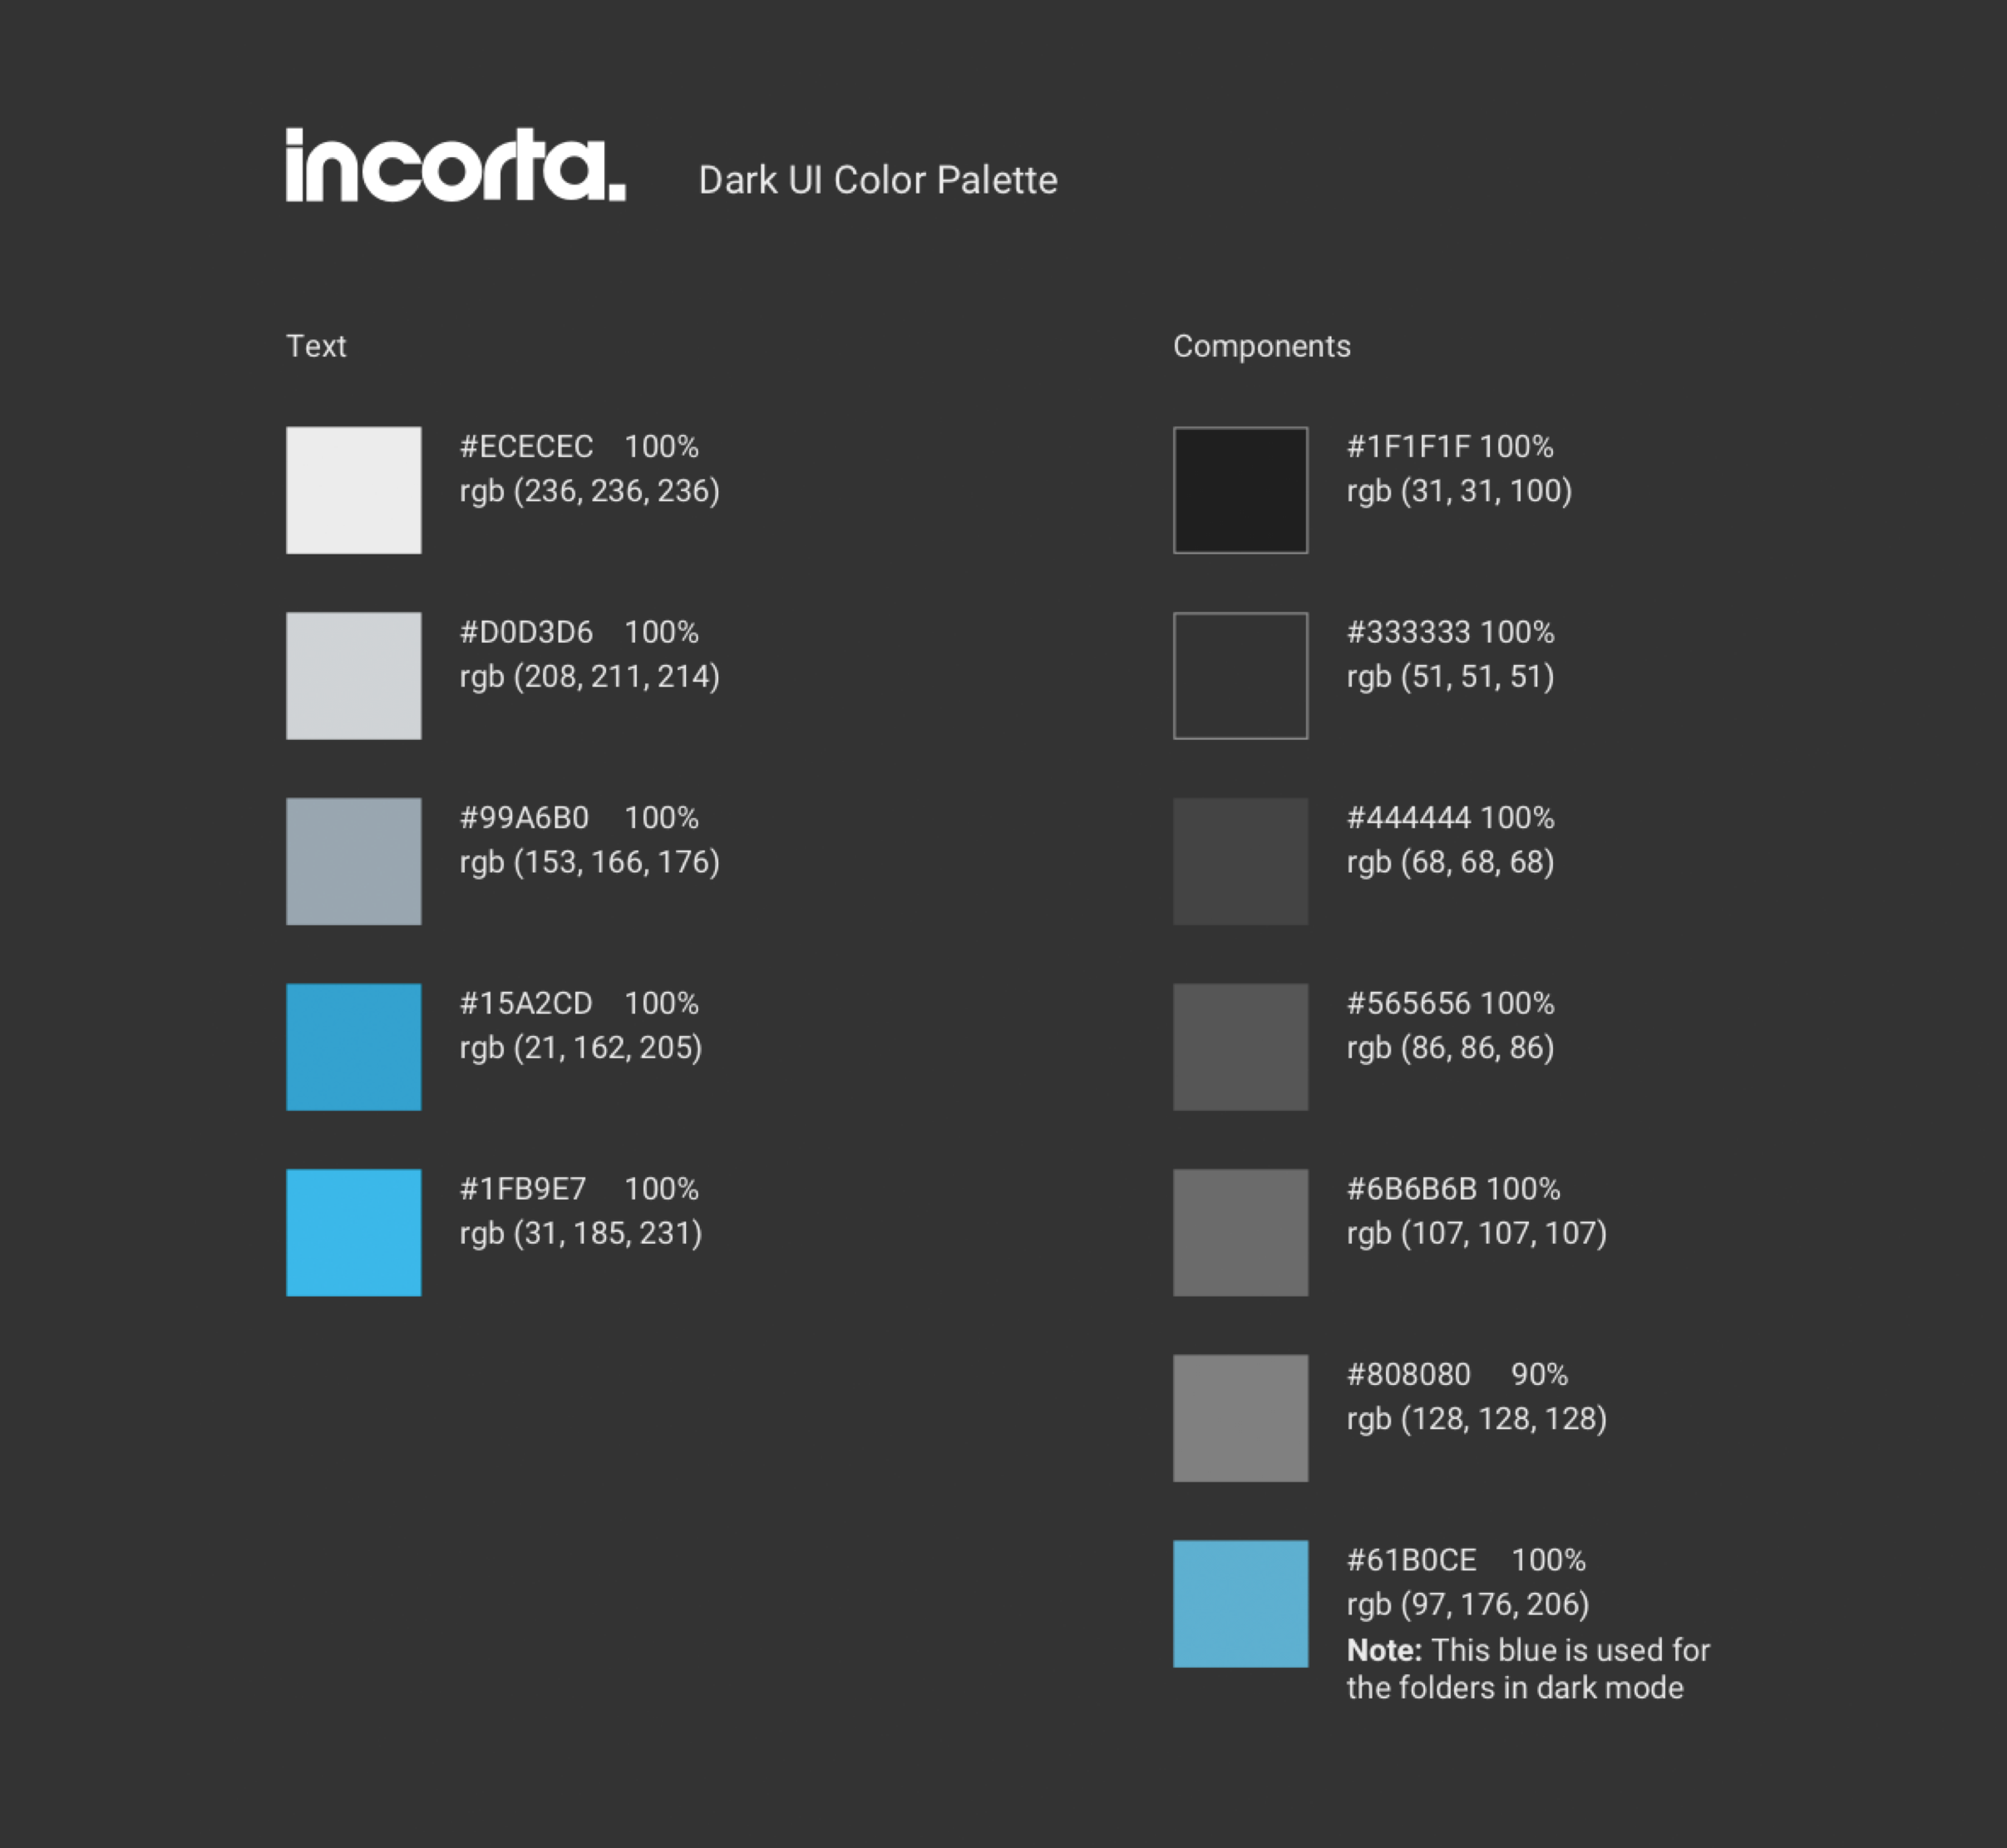 incorta.
Dark UI Color Palette
Text
#ECECEC 100%
rgb (236, 236, 236)
#D0D3D6 100%
rgb (208, 211, 214)
#99A6B0 100%
rgb (153, 166, 176)
#15A2CD 100%
rgb (21, 162, 205)
#1FB9E7 100%
rgb (31, 185, 231)
Components
#1F1F1F 100%
rgb (31, 31, 100)
#333333 100%
rgb (51, 51, 51)
#444444 100%
rgb (68, 68, 68)
#565656 100%
rgb (86, 86, 86)
#6B6B6B 100%
rgb (107, 107, 107)
#808080 90%
rgb (128, 128, 128)
#61B0CE 100%
rgb (97, 176, 206)
Note: This blue is used for
the folders in dark mode